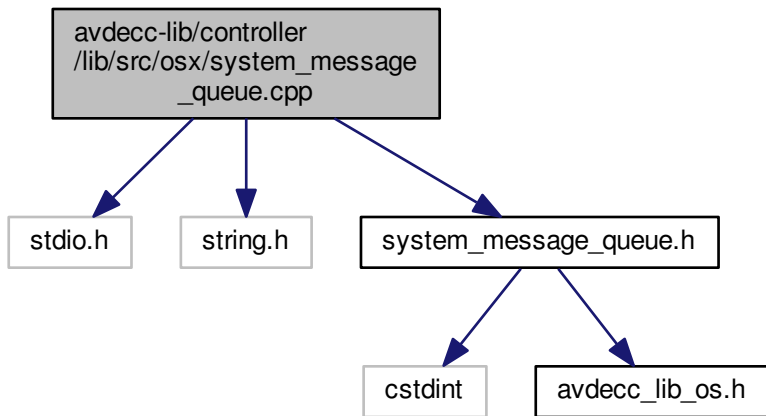 avdecc-lib/controller
/lib/src/osx/system_message
_queue.cpp
stdio.h
string.h
system_message_queue.h
cstdint
avdecc_lib_os.h